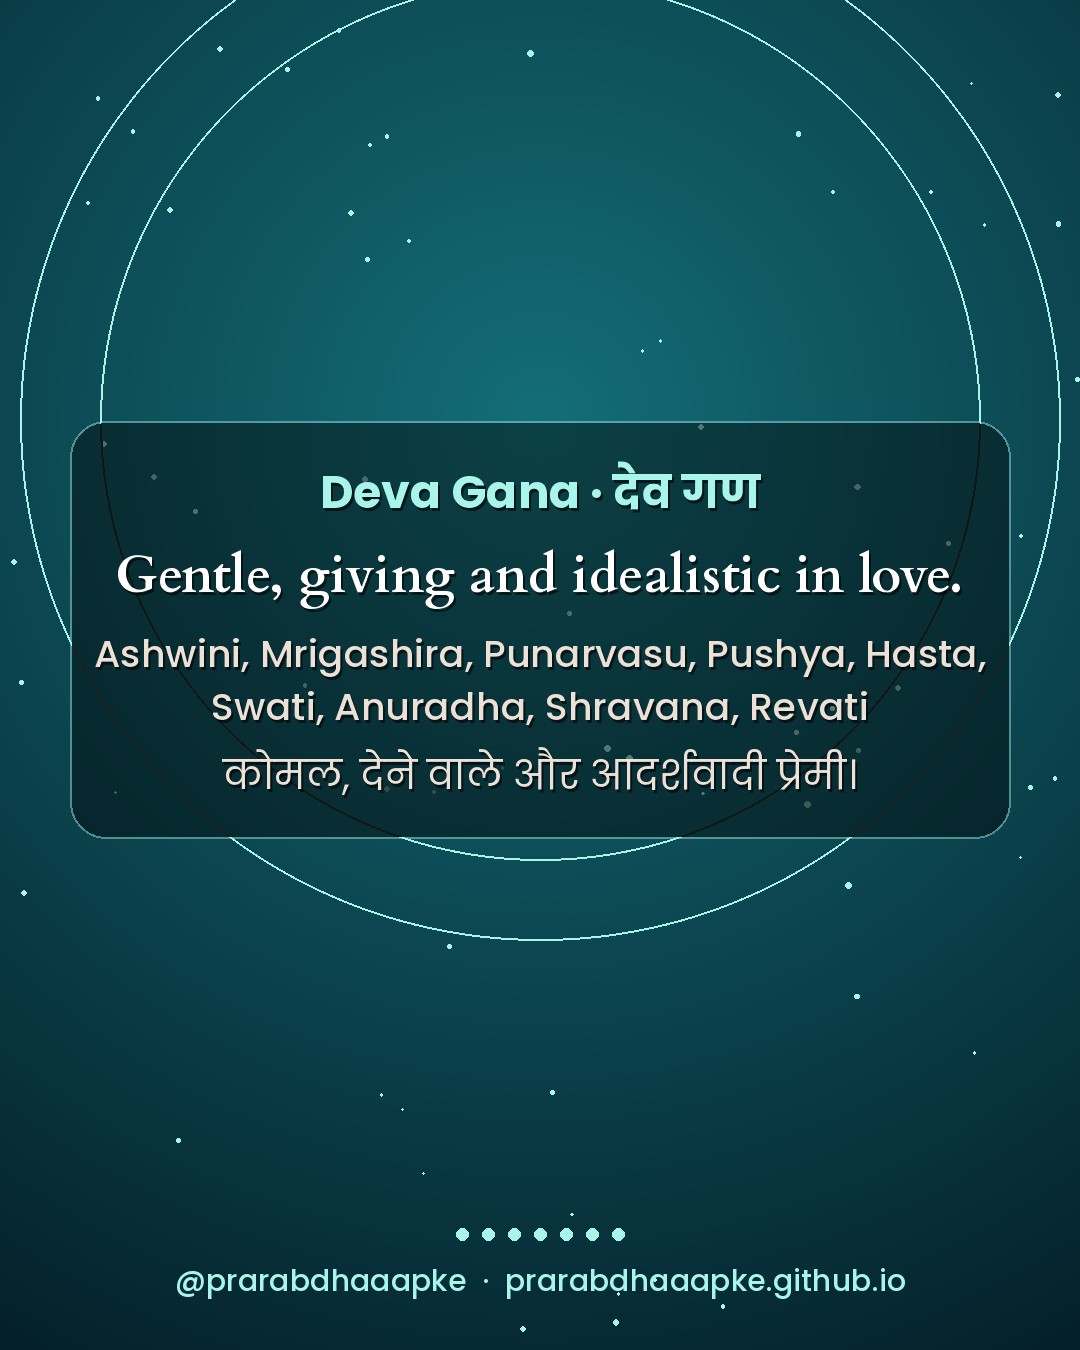 Deva Gana · देव गण
Gentle, giving and idealistic in love.
Ashwini, Mrigashira, Punarvasu, Pushya, Hasta,
Swati, Anuradha, Shravana, Revati
कोमल, देने वाले और आदर्शवादी प्रेमी।
@prarabdhaaapke · prarabdhaaapke.github.io